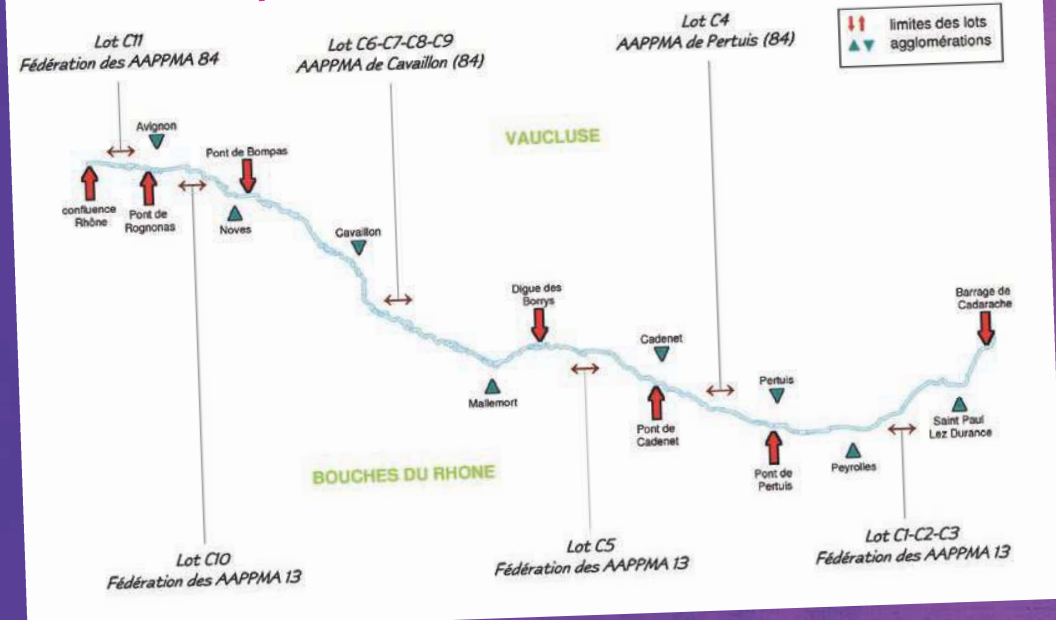 Lot C11
Fédération des AAPPMA 84
Lot C6-C7-C8-C9
AAPPMA de Cavaillon (84)
Lot C4
AAPPMA de Pertuis (84)
limites des lots
agglomérations
Avignon
Pont de Bompas
VAUCLUSE
confluence
Rhône
Pont de
Rognonas
Noves
Cavaillon
Digue des
Borrys
Barrage de
Cadarache
Cadenet
Mallemort
Pertuis
Pont de
Cadenet
Saint Paul
Lez Durance
Peyrolles
Pont de
Pertuis
BOUCHES DU RHONE
Lot C10
Fédération des AAPPMA 13
Lot C5
Fédération des AAPPMA 13
Lot C1-C2-C3
Fédération des AAPPMA 13